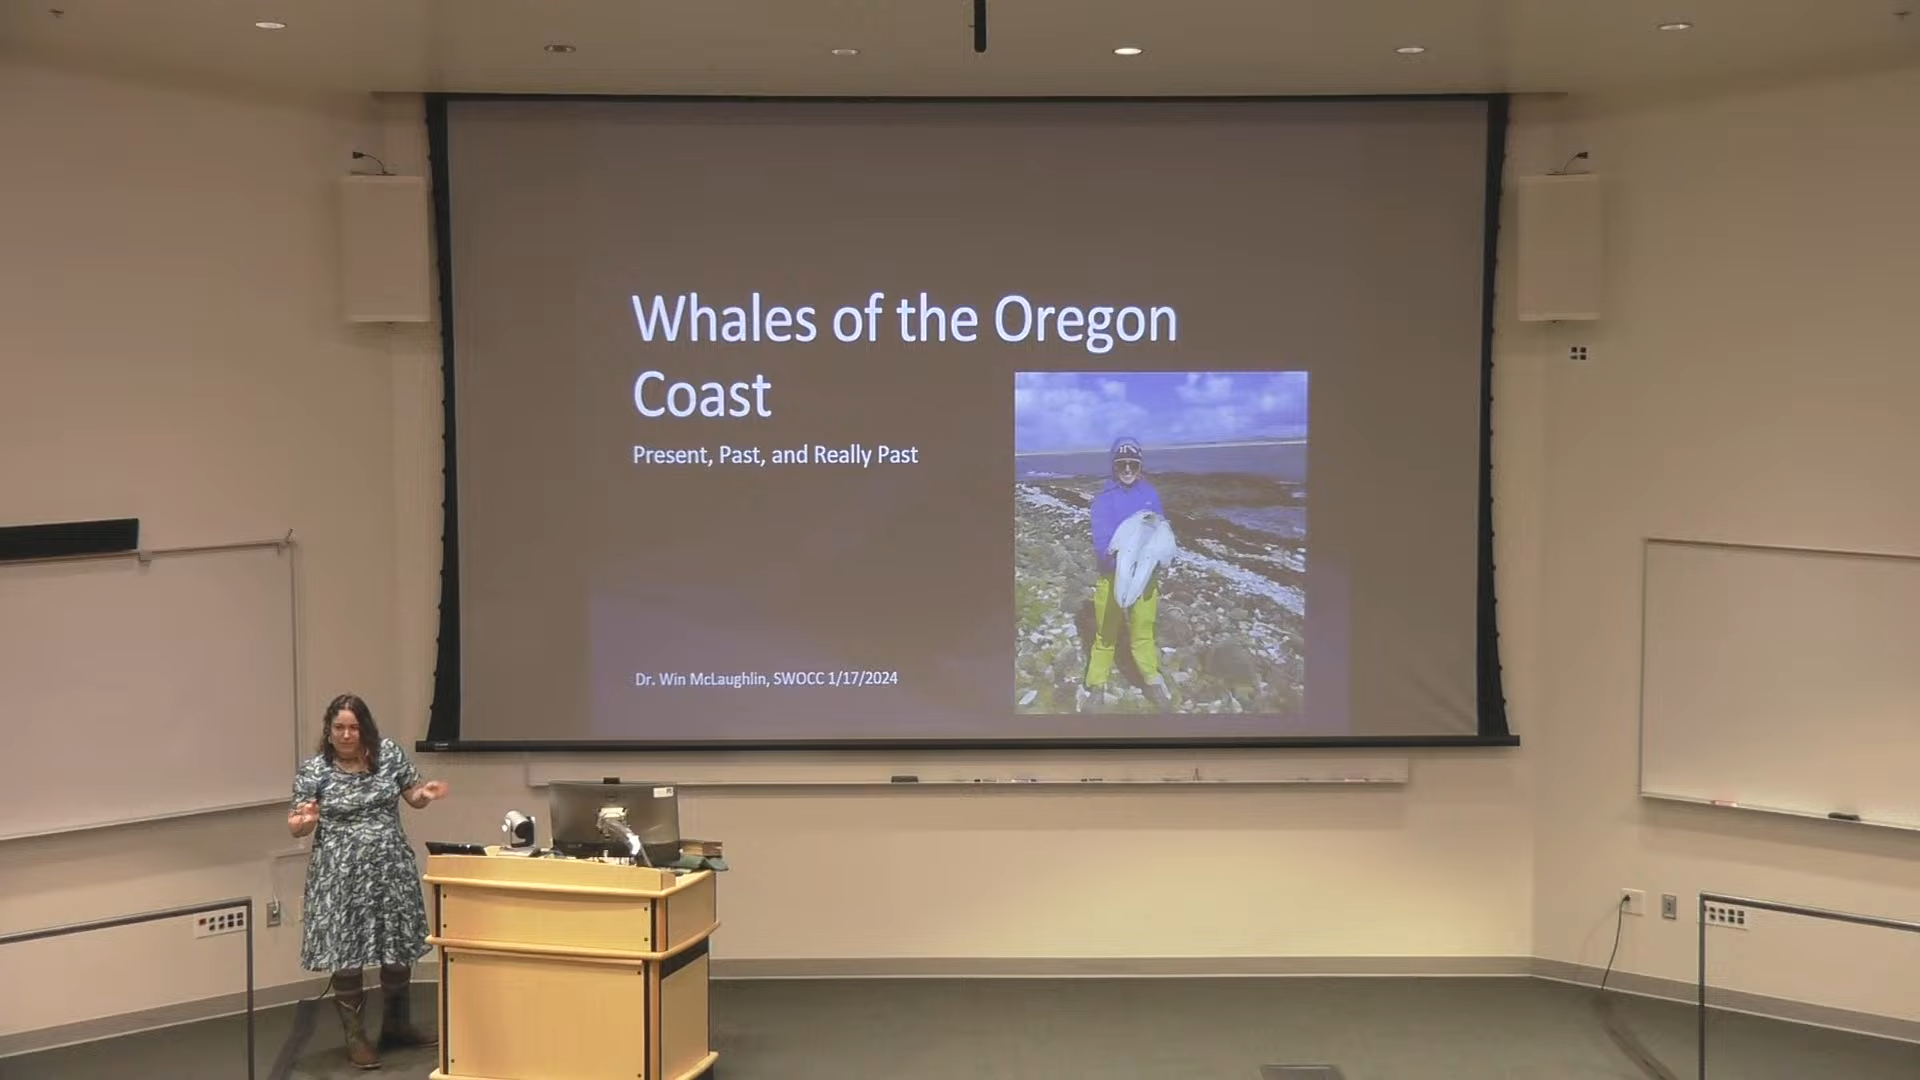 Whales of the Oregon
Coast
Present, Past, and Really Past
Dr. Win McLaughlin, SWOCC 1/17/2024